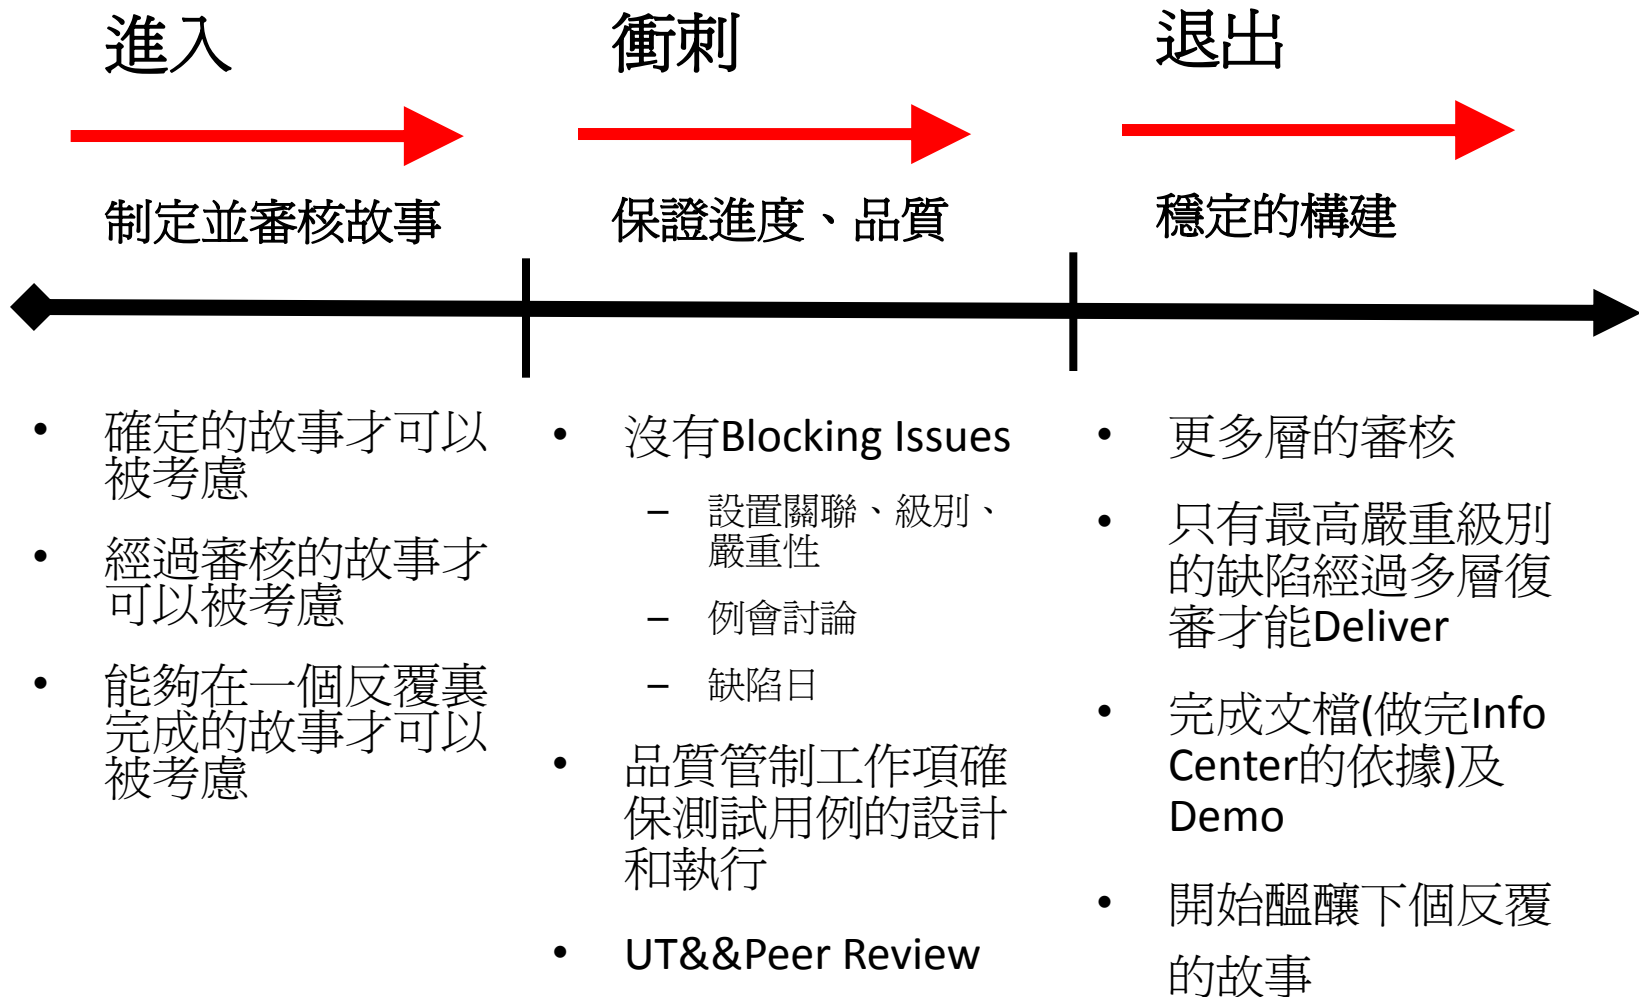 進入
制定並審核故事
• 確定的故事才可以
被考慮
• 經過審核的故事才
可以被考慮
• 能夠在一個反覆裏
完成的故事才可以
被考慮
衝刺
保證進度、品質
• 沒有Blocking Issues
– 設置關聯、級別、
嚴重性
– 例會討論
– 缺陷日
• 品質管制工作項確
保測試用例的設計
和執行
• UT&&Peer Review
退出
穩定的構建
• 更多層的審核
• 只有最高嚴重級別
的缺陷經過多層復
審才能Deliver
• 完成文檔(做完Info
Center的依據)及
Demo
• 開始醞釀下個反覆
的故事